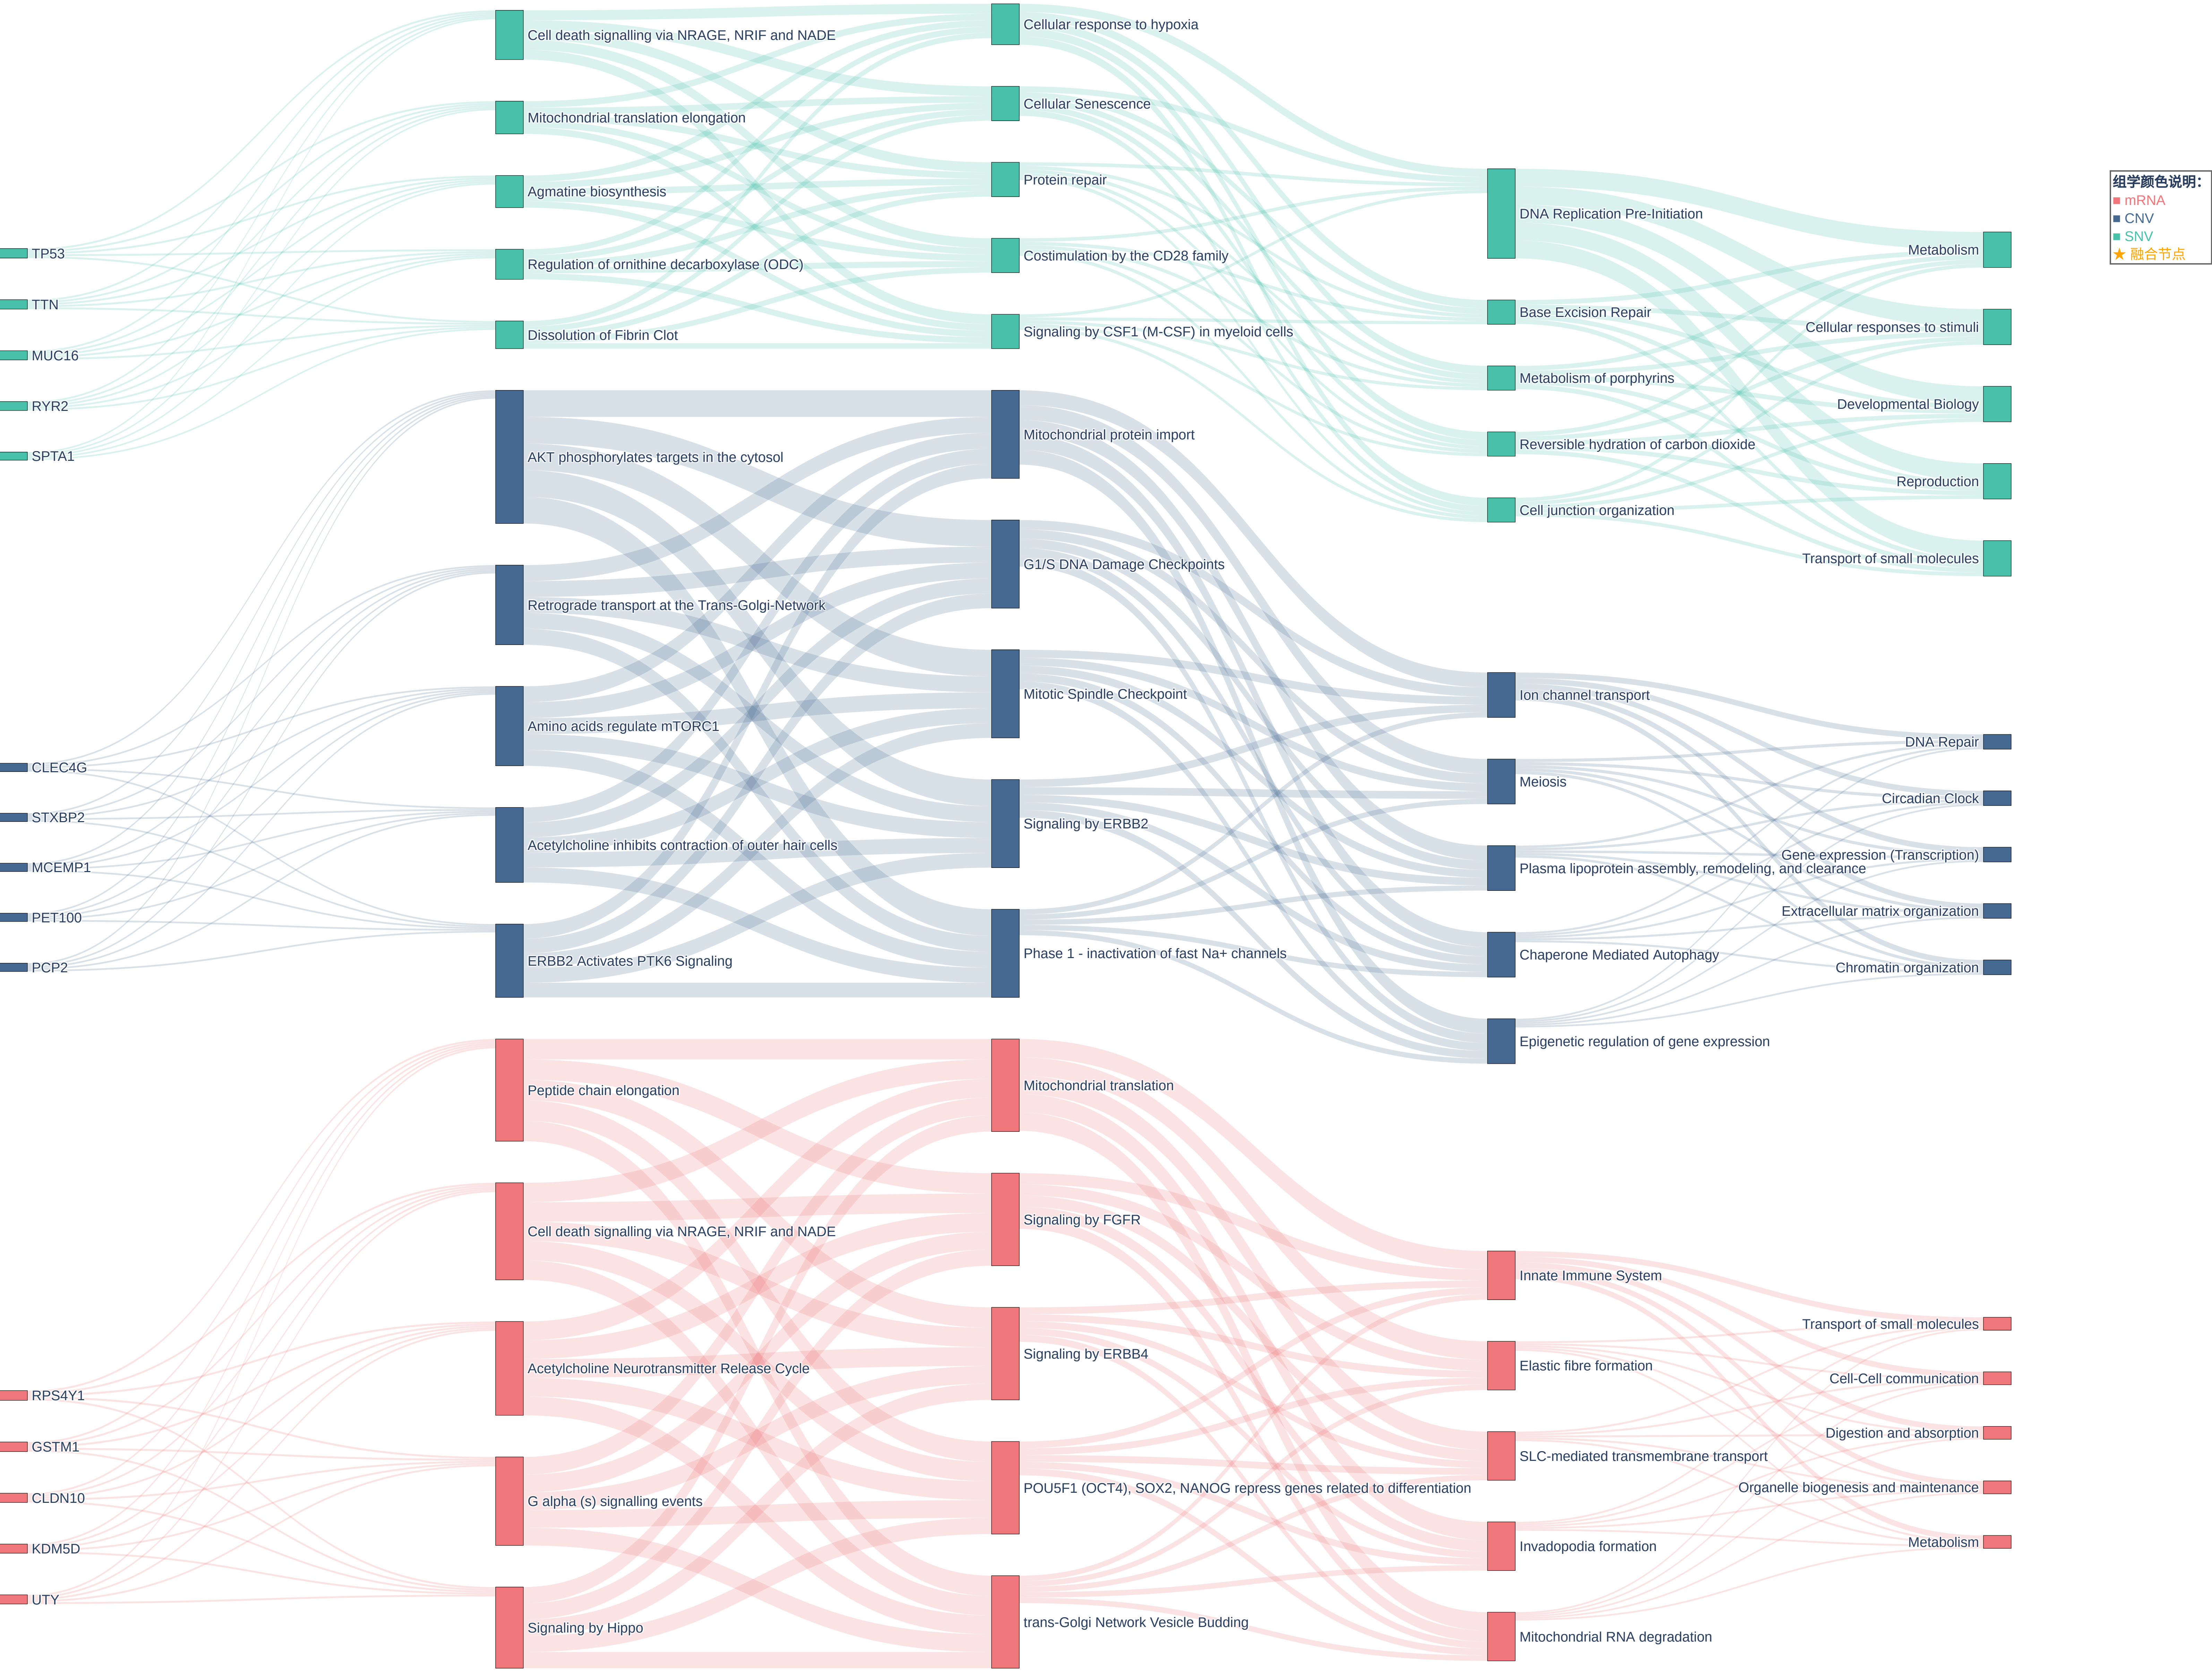 TP53
TTN
MUC16
RYR2
SPTA1
Cell death signalling via NRAGE, NRIF and NADE
Mitochondrial translation elongation
Agmatine biosynthesis
Regulation of ornithine decarboxylase (ODC)
Dissolution of Fibrin Clot
Cellular response to hypoxia
Cellular Senescence
Protein repair
Costimulation by the CD28 family
Signaling by CSF1 (M-CSF) in myeloid cells
DNA Replication Pre-Initiation
Base Excision Repair
Metabolism of porphyrins
Reversible hydration of carbon dioxide
Cell junction organization
Metabolism
Cellular responses to stimuli
Developmental Biology
Reproduction
Transport of small molecules
组学颜色说明:
■ mRNA
■ CNV
■ SNV
★ 融合节点
CLEC4G
STXBP2
MCEMP1
PET100
PCP2
AKT phosphorylates targets in the cytosol
Retrograde transport at the Trans-Golgi-Network
Amino acids regulate mTORC1
Acetylcholine inhibits contraction of outer hair cells
ERBB2 Activates PTK6 Signaling
Mitochondrial protein import
G1/S DNA Damage Checkpoints
Mitotic Spindle Checkpoint
Signaling by ERBB2
Phase 1 - inactivation of fast Na+ channels
Ion channel transport
Meiosis
Plasma lipoprotein assembly, remodeling, and clearance
Chaperone Mediated Autophagy
Epigenetic regulation of gene expression
DNA Repair
Circadian Clock
Gene expression (Transcription)
Extracellular matrix organization
Chromatin organization
RPS4Y1
GSTM1
CLDN10
KDM5D
UTY
Peptide chain elongation
Cell death signalling via NRAGE, NRIF and NADE
Acetylcholine Neurotransmitter Release Cycle
G alpha (s) signalling events
Signaling by Hippo
Mitochondrial translation
Signaling by FGFR
Signaling by ERBB4
POU5F1 (OCT4), SOX2, NANOG repress genes related to differentiation
trans-Golgi Network Vesicle Budding
Innate Immune System
Elastic fibre formation
SLC-mediated transmembrane transport
Invadopodia formation
Mitochondrial RNA degradation
Transport of small molecules
Cell-Cell communication
Digestion and absorption
Organelle biogenesis and maintenance
Metabolism